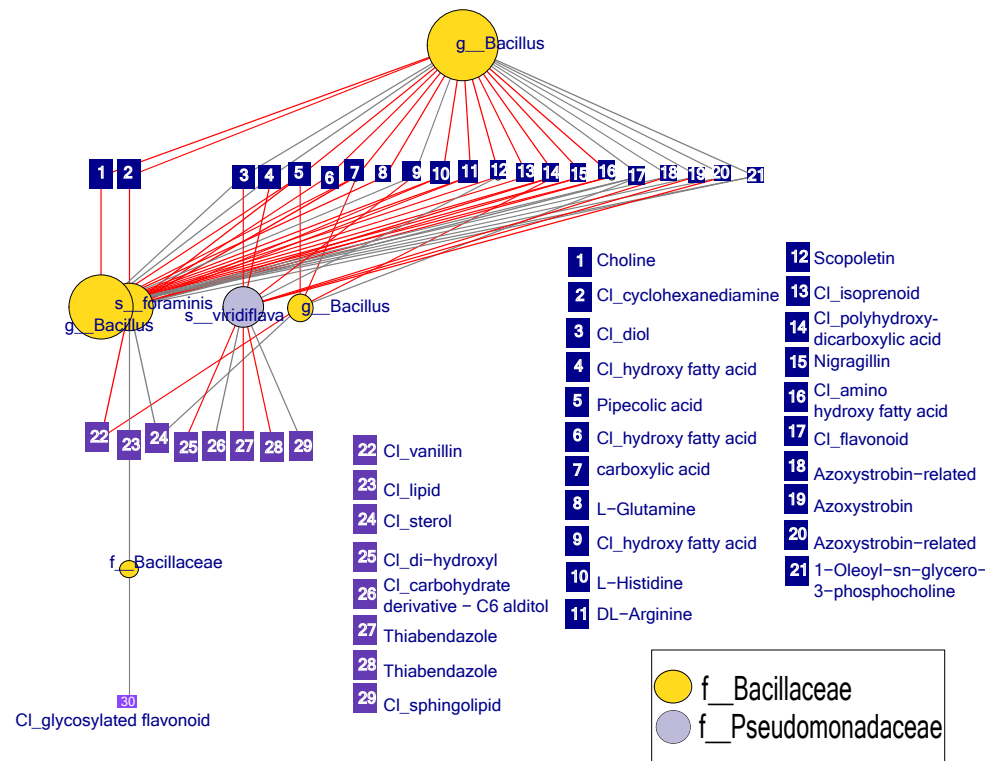 g__Bacillus
1
2
3
4
5
6
7
8
9
10
11
12
13
14
15
16
17
18
19
20
21
s__foraminis
g__Bacillus
s__viridiflava
g__Bacillus
22
23
24
25
26
27
28
29
f__Bacillaceae
30
Cl_glycosylated flavonoid
22 Cl_vanillin
23 Cl_lipid
24 Cl_sterol
25 Cl_di−hydroxyl
26 Cl_carbohydrate
derivative − C6 alditol
27 Thiabendazole
28 Thiabendazole
29 Cl_sphingolipid
1 Choline
2 Cl_cyclohexanediamine
3 Cl_diol
4 Cl_hydroxy fatty acid
5 Pipecolic acid
6 Cl_hydroxy fatty acid
7 carboxylic acid
8 L−Glutamine
9 Cl_hydroxy fatty acid
10 L−Histidine
11 DL−Arginine
12 Scopoletin
13 Cl_isoprenoid
14 Cl_polyhydroxy-
dicarboxylic acid
15 Nigragillin
16 Cl_amino
hydroxy fatty acid
17 Cl_flavonoid
18 Azoxystrobin−related
19 Azoxystrobin
20 Azoxystrobin−related
21 1−Oleoyl−sn−glycero−
3−phosphocholine
f__Bacillaceae
f__Pseudomonadaceae